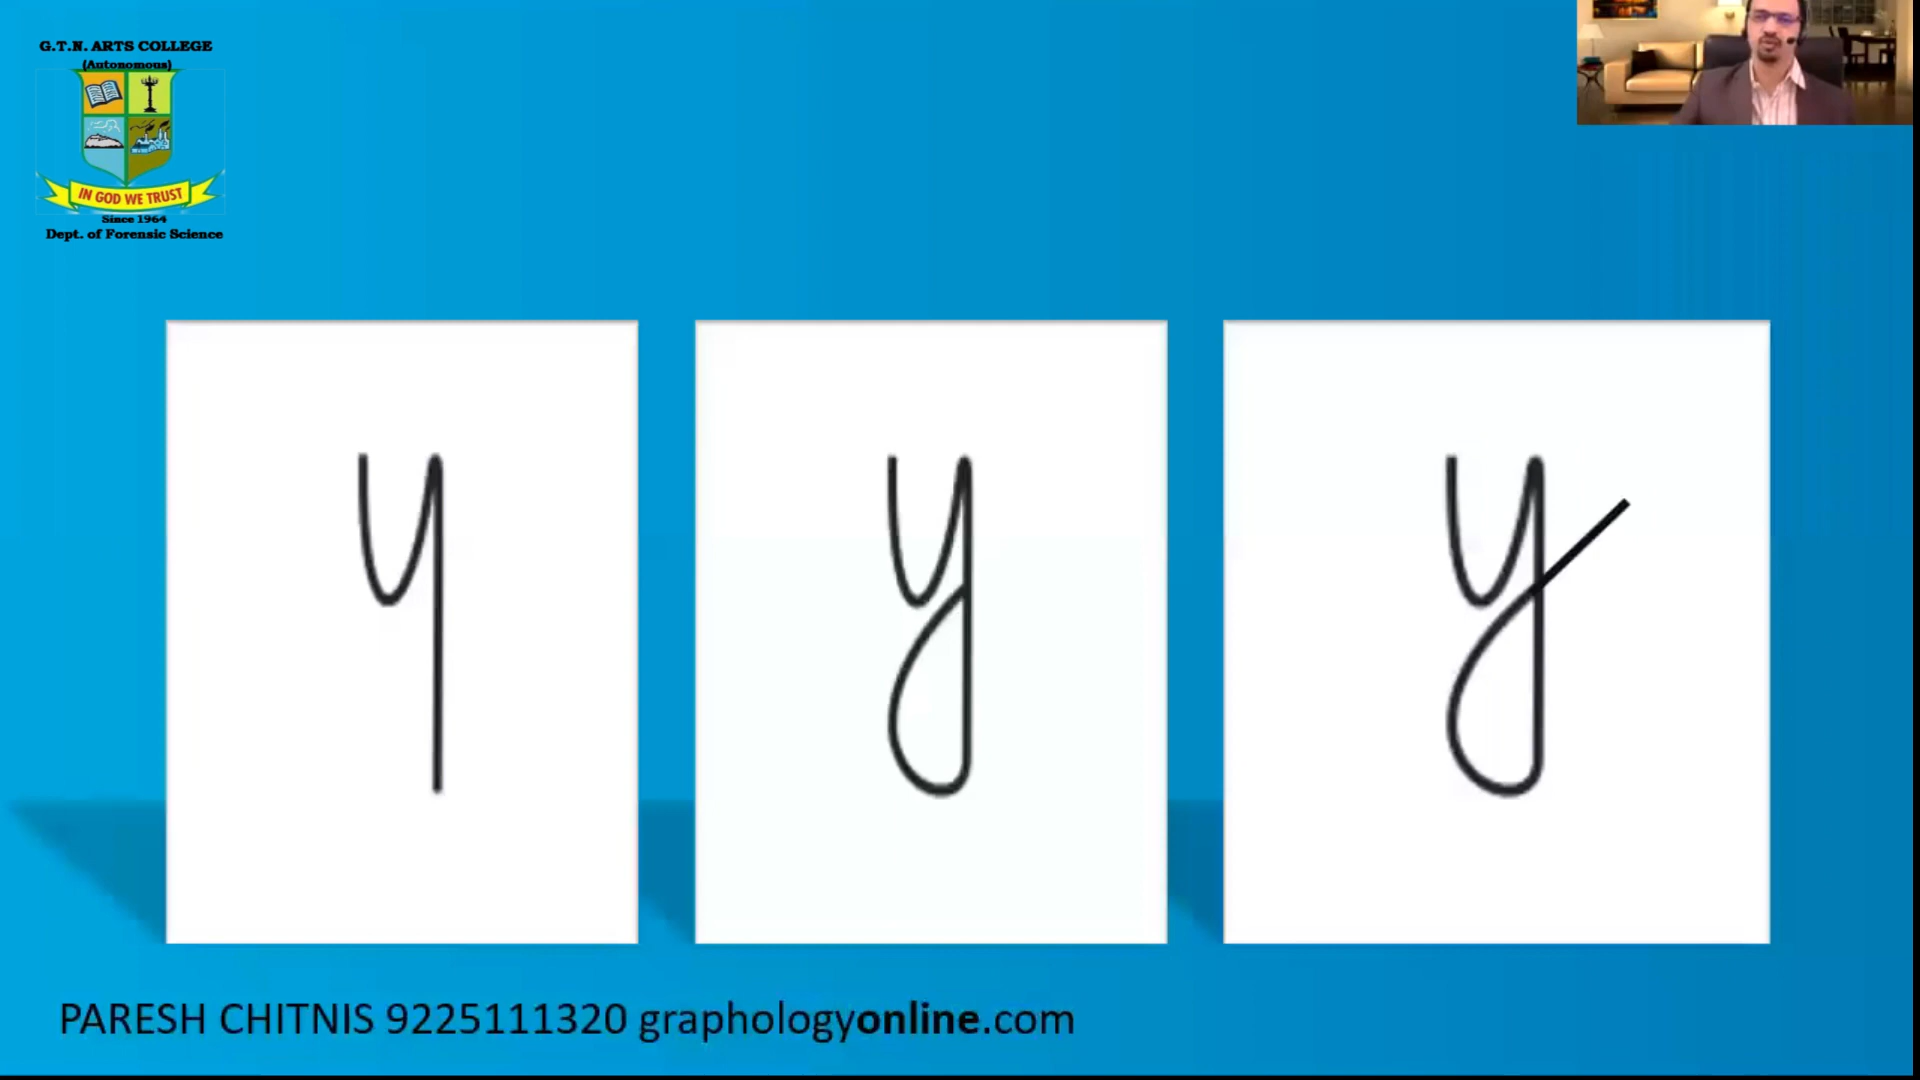 G.T.N. ARTS COLLEGE
(Autonomous)
IN GOD WE TRUST
Since 1964
Dept. of Forensic Science
y y y
PARESH CHITNIS 9225111320 graphologyonline.com